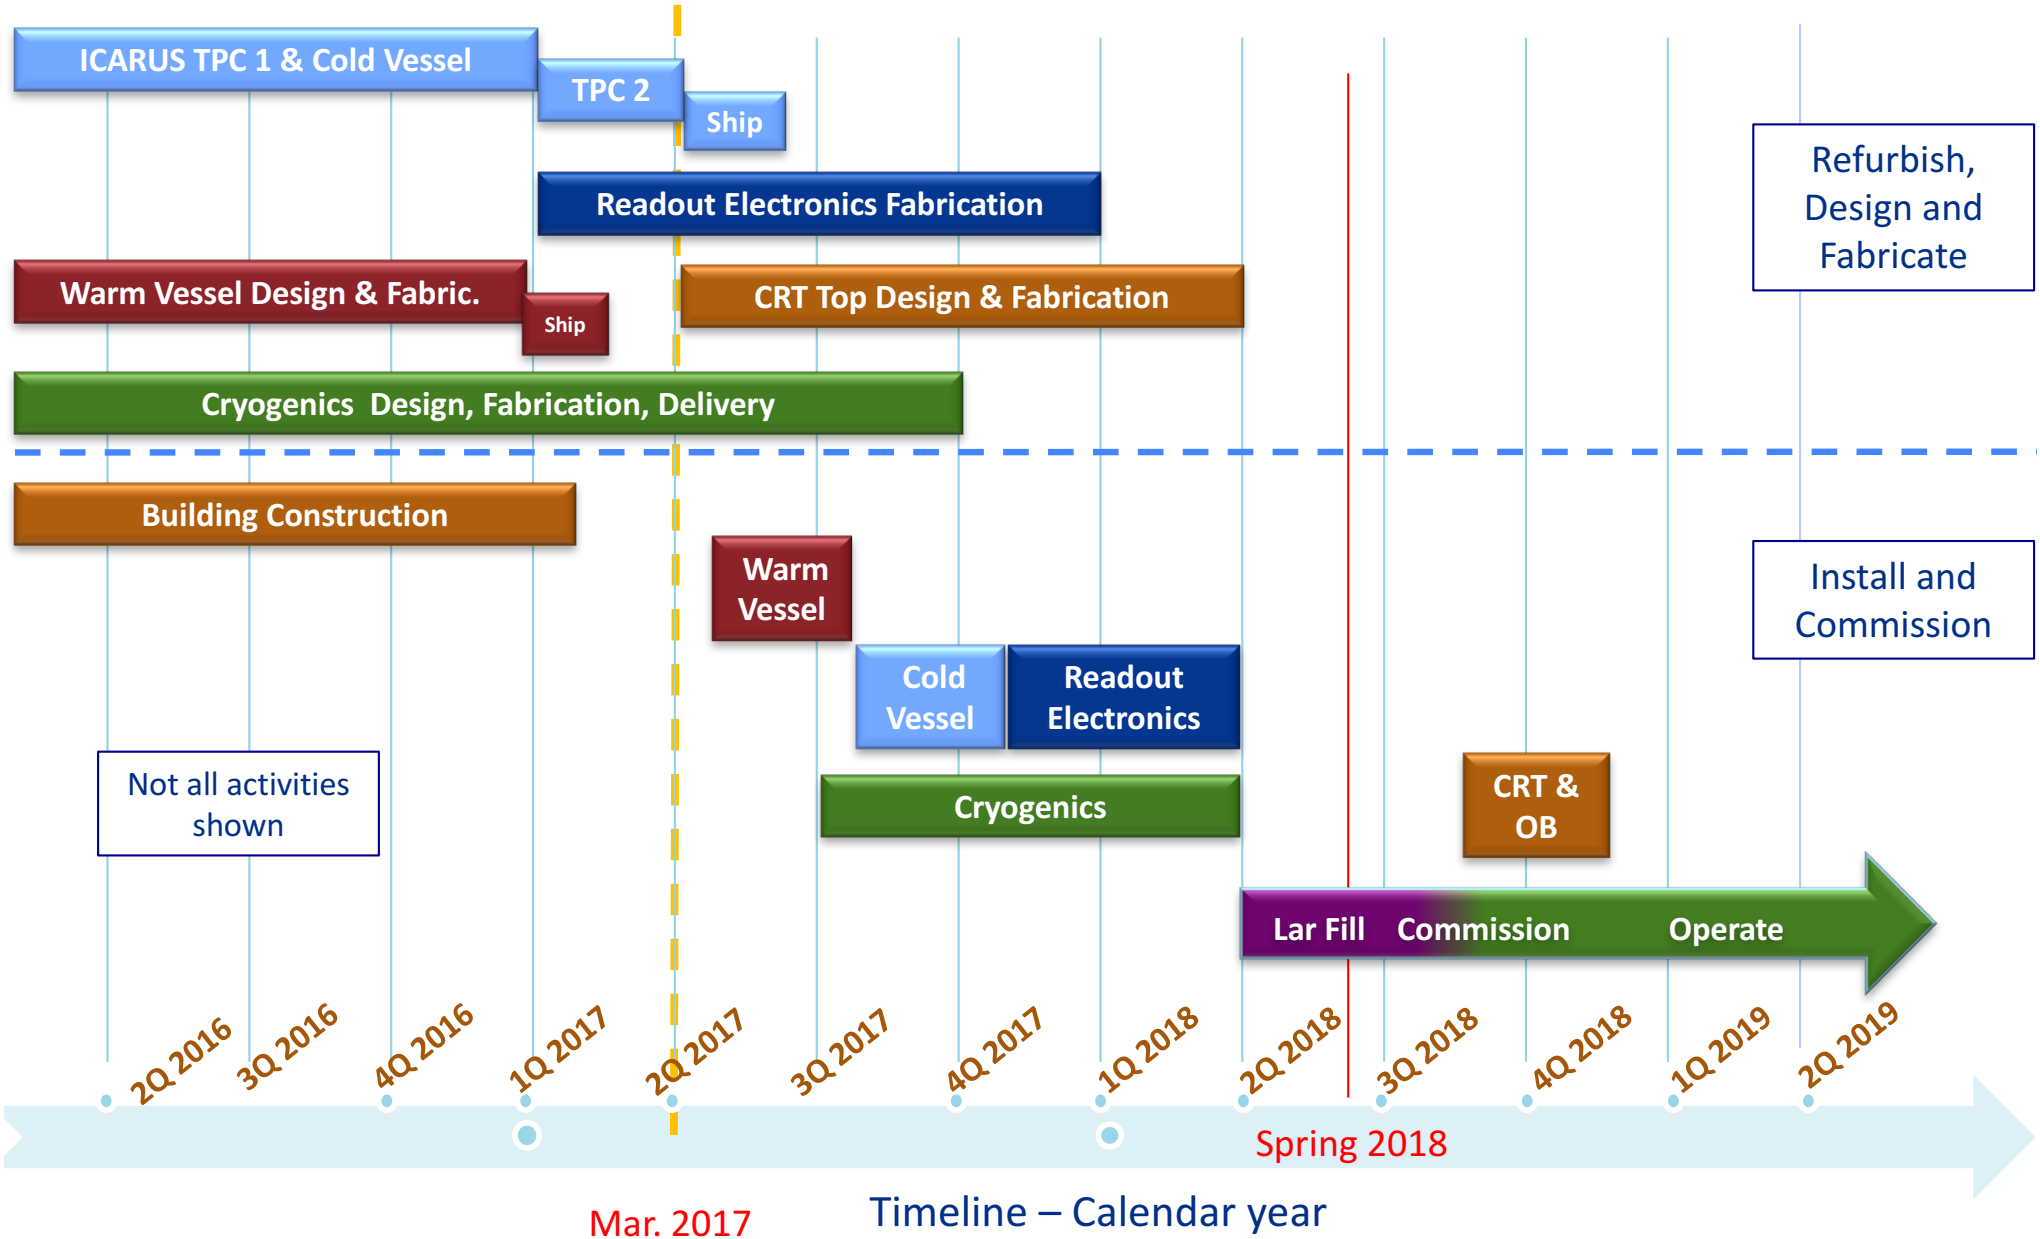 ICARUS TPC 1 & Cold Vessel
TPC 2
Ship
Readout Electronics Fabrication
Refurbish,
Design and
Fabricate
Warm Vessel Design & Fabric.
Ship
CRT Top Design & Fabrication
Cryogenics Design, Fabrication, Delivery
Building Construction
Warm
Vessel
Install and
Commission
Cold
Vessel
Readout
Electronics
Not all activities
shown
Cryogenics
CRT &
OB
Lar Fill
Commission
Operate
2Q 2016
3Q 2016
4Q 2016
1Q 2017
2Q 2017
3Q 2017
4Q 2017
1Q 2018
2Q 2018
3Q 2018
4Q 2018
1Q 2019
2Q 2019
Spring 2018
Mar. 2017
Timeline – Calendar year